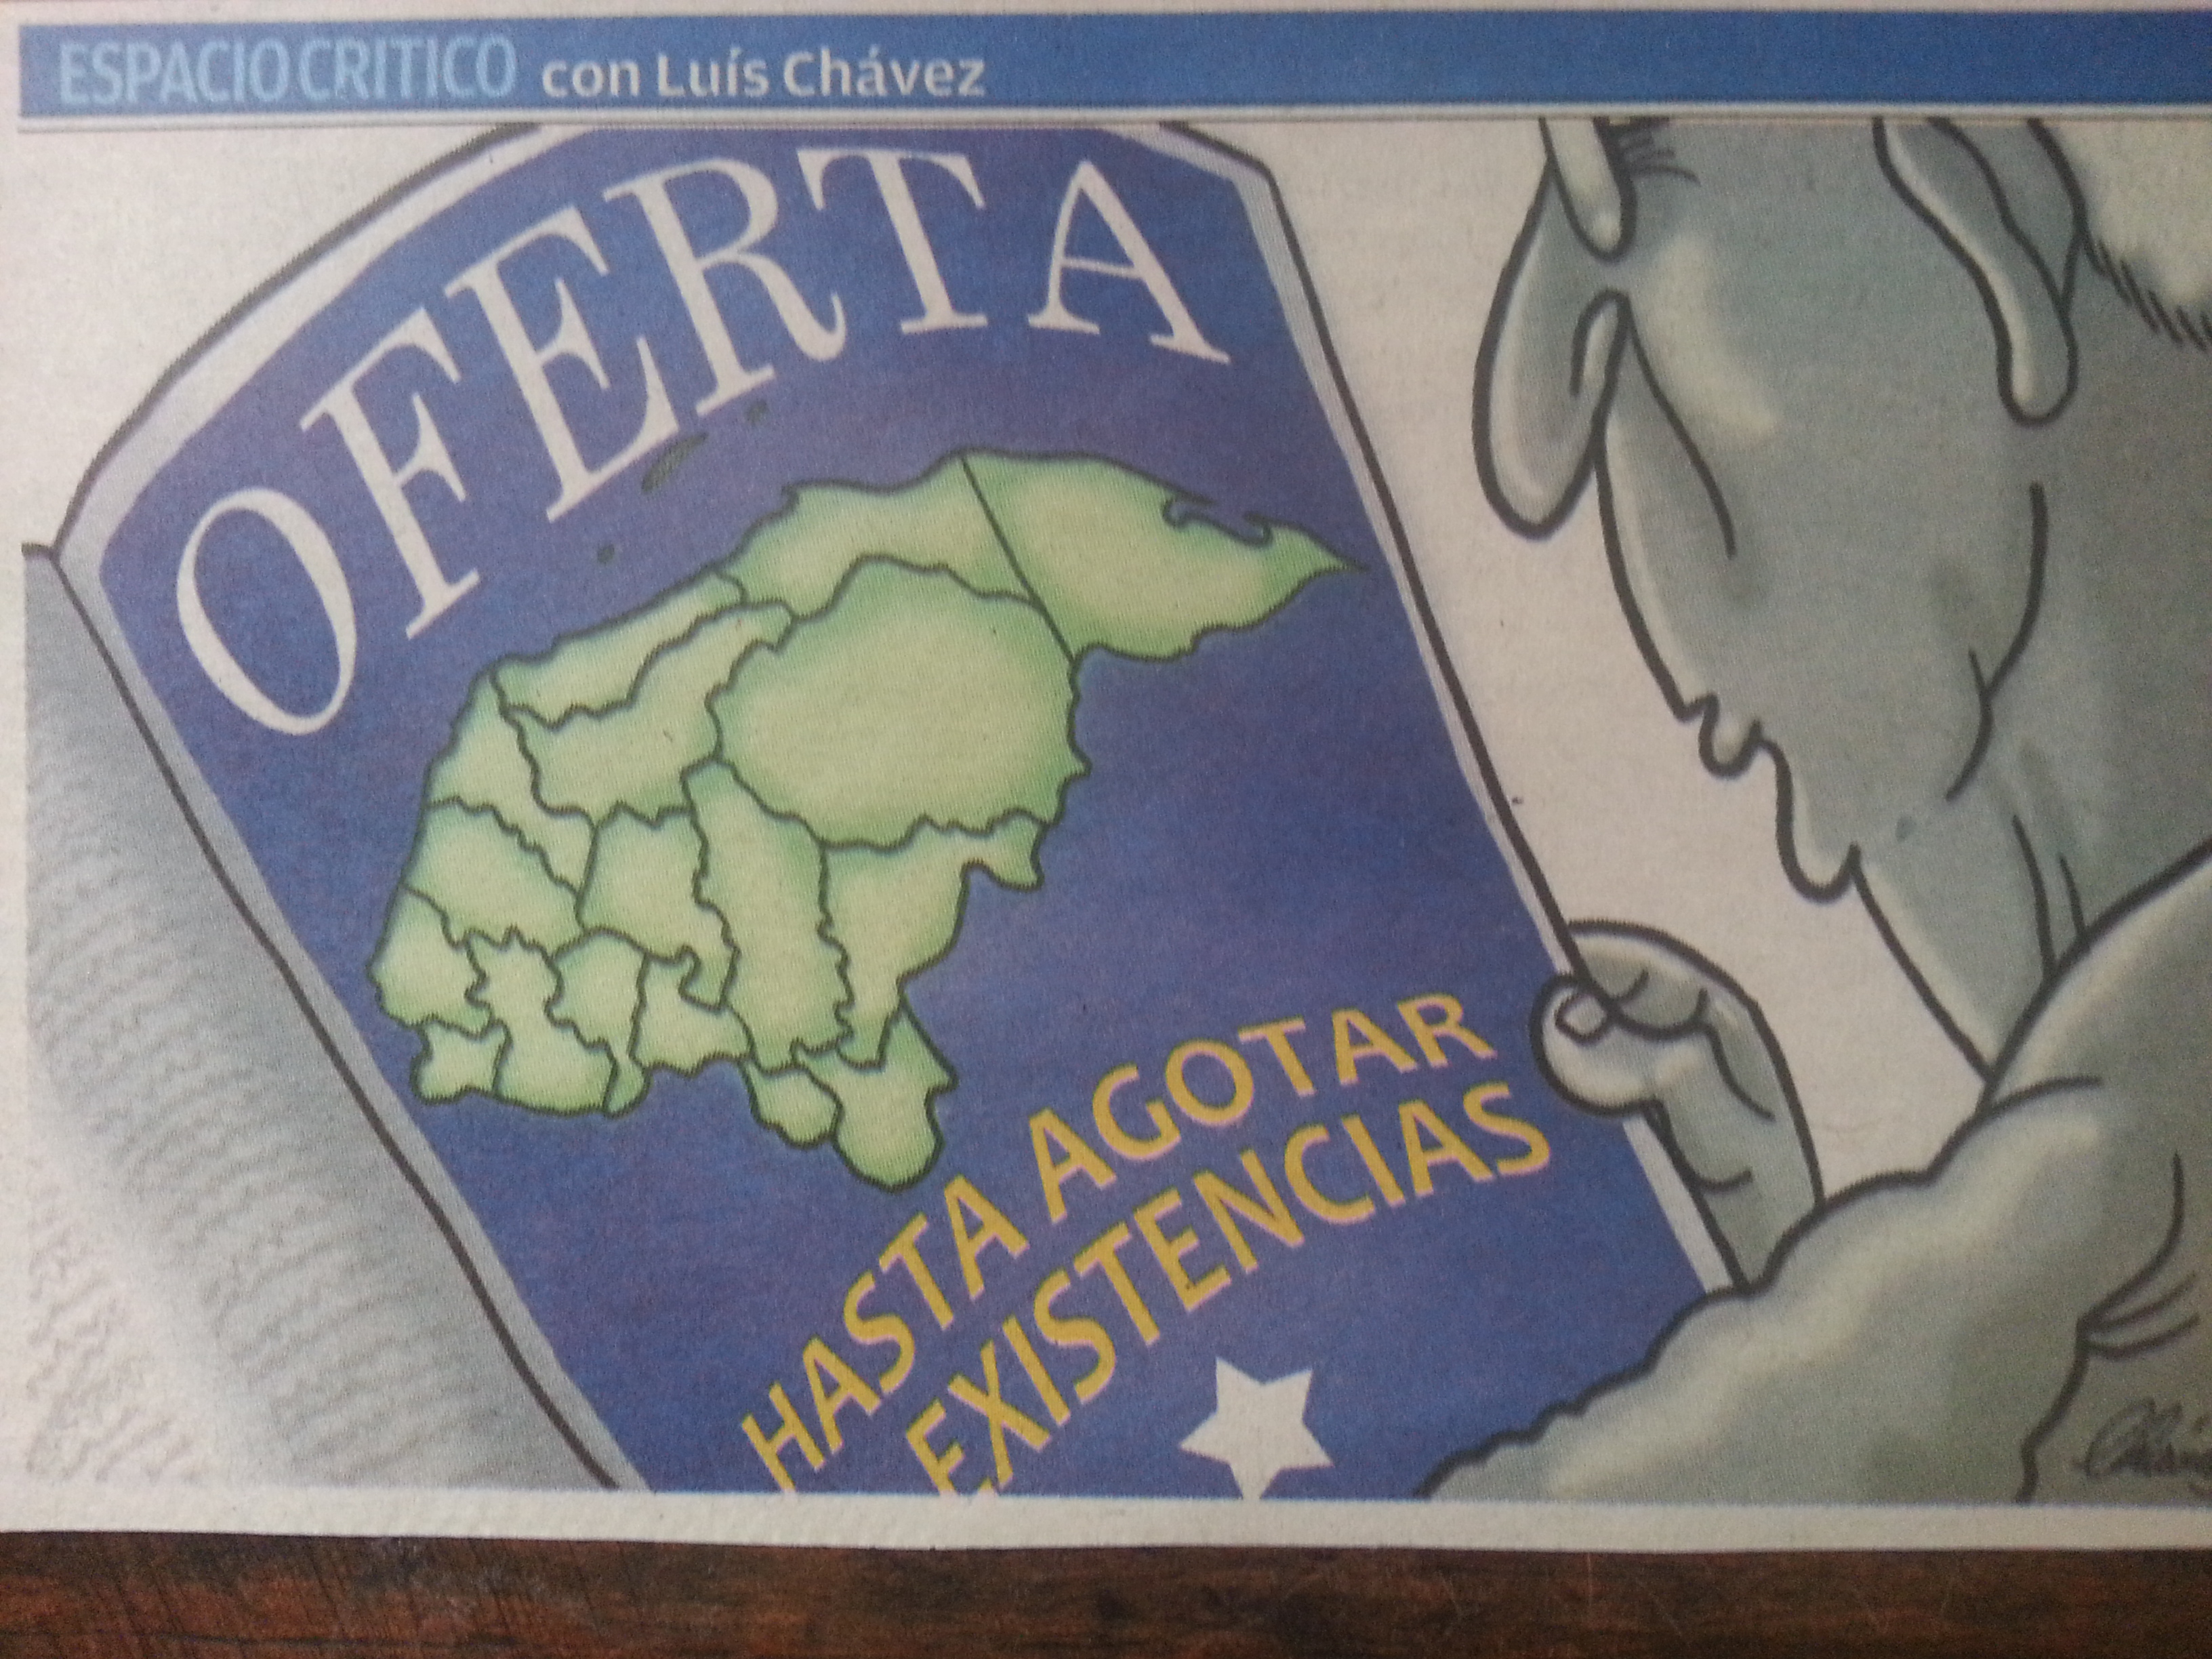 ESPACIO CRITICO con Luís Chávez
OFERTA
HASTA AGOTAR
EXISTENCIAS